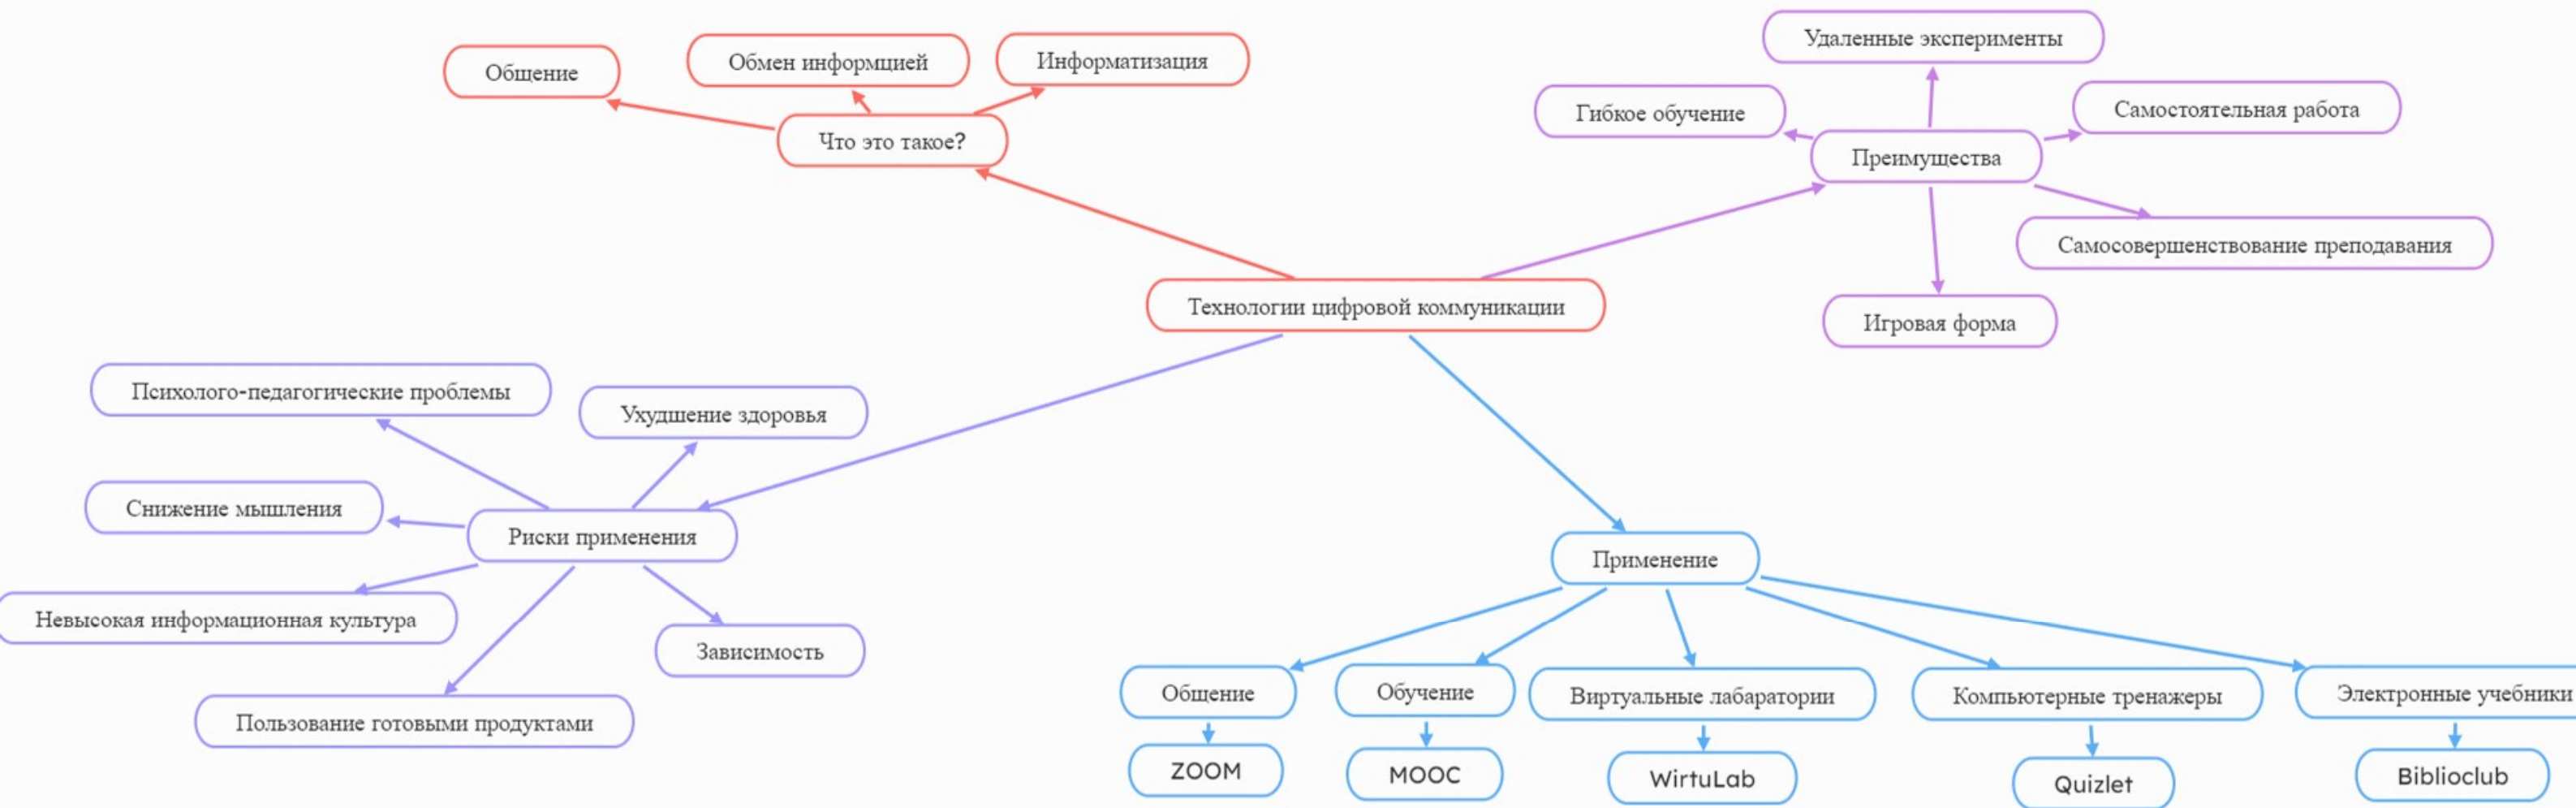 Удаленные эксперименты
Общение
Обмен информцией
Информатизация
Гибкое обучение
Самостоятельная работа
Что это такое?
Преимущества
Самосовершенствование преподавания
Технологии цифровой коммуникации
Игровая форма
Психолого-педагогические проблемы
Ухудшение здоровья
Снижение мышления
Риски применения
Применение
Невысокая информационная культура
Зависимость
Пользование готовыми продуктами
Общение
Обучение
Виртуальные лабаратории
Компьютерные тренажеры
Электронные учебники
ZOOM
MOOC
WirtuLab
Quizlet
Biblioclub